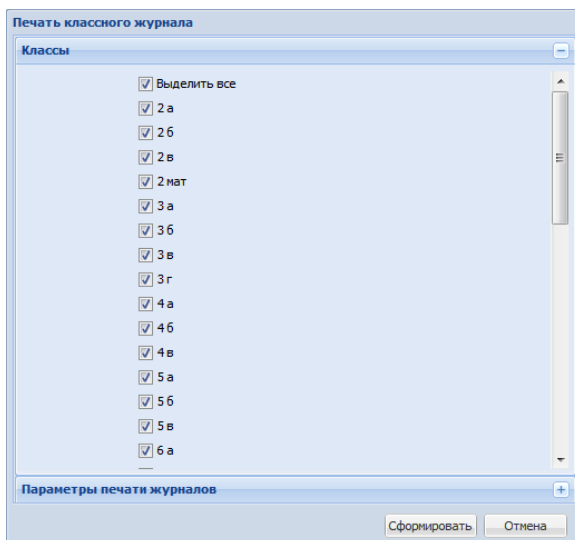 Печать классного журнала
Классы
Выделить все
2 а
2 б
2 в
2 мат
3 а
3 б
3 в
3 г
4 а
4 б
4 в
5 а
5 б
5 в
6 а
Параметры печати журналов
Сформировать Отмена